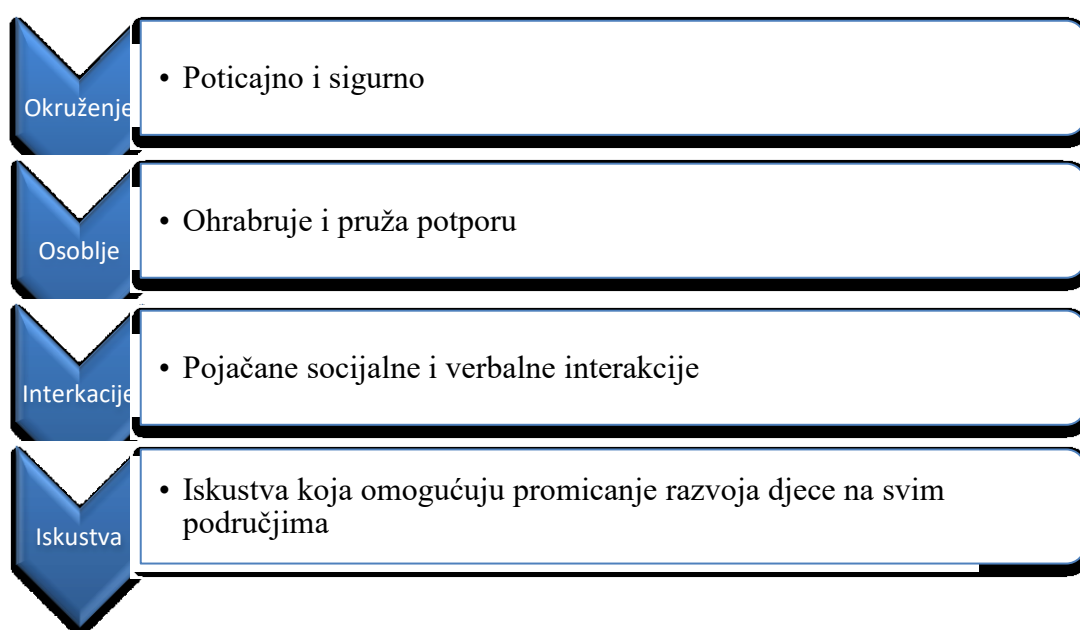 Okruženje
• Poticajno i sigurno
Osoblje
• Ohrabruje i pruža potporu
Interkacije
• Pojačane socijalne i verbalne interakcije
Iskustva
• Iskustva koja omogućuju promicanje razvoja djece na svim
područjima